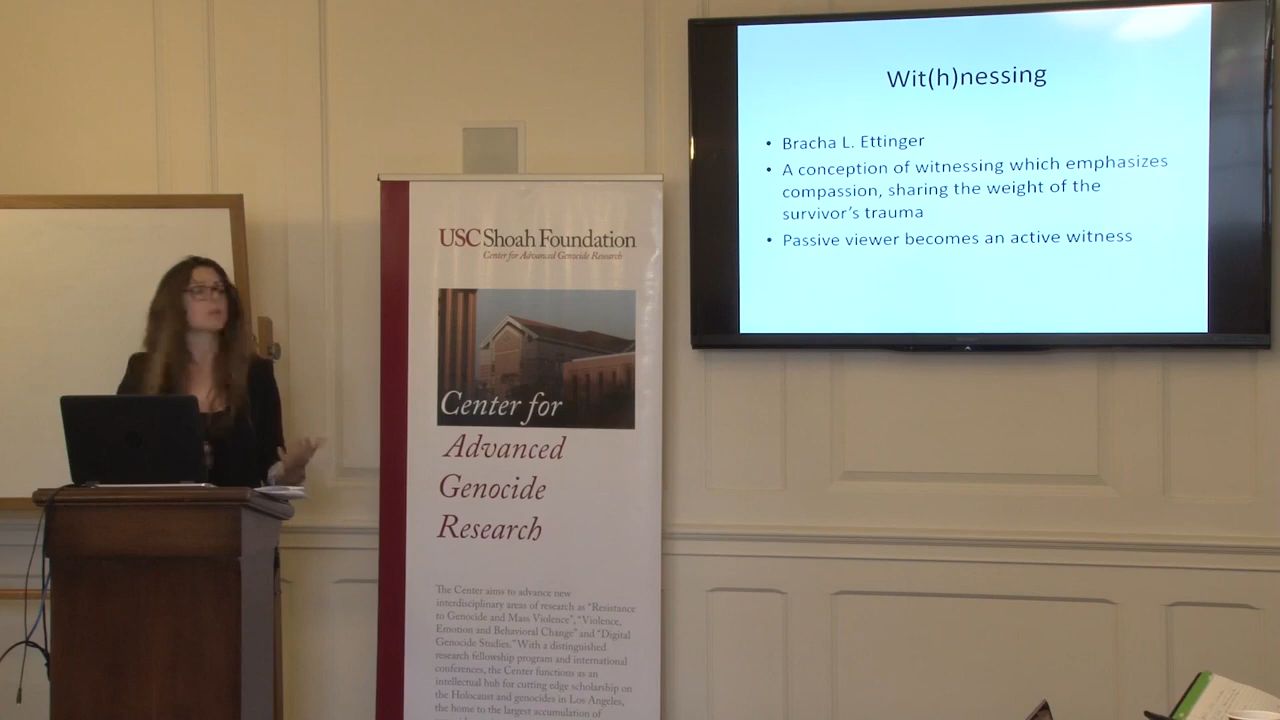 Wit(h)nessing
• Bracha L. Ettinger
• A conception of witnessing which emphasizes
compassion, sharing the weight of the
survivor's trauma
• Passive viewer becomes an active witness
USC Shoah Foundation
Center for Advanced Genocide Research
Center for
Advanced
Genocide
Research
The Center aims to advance new
interdisciplinary areas of research as "Resistance
to Genocide and Mass Violence", "Violence,
Emotion and Behavioral Change" and "Digital
Genocide Studies." With a distinguished
research fellowship program and international
conferences, the Center functions as an
intellectual hub for cutting edge scholarship on
the Holocaust and genocides in Los Angeles,
the home to the largest accumulation of